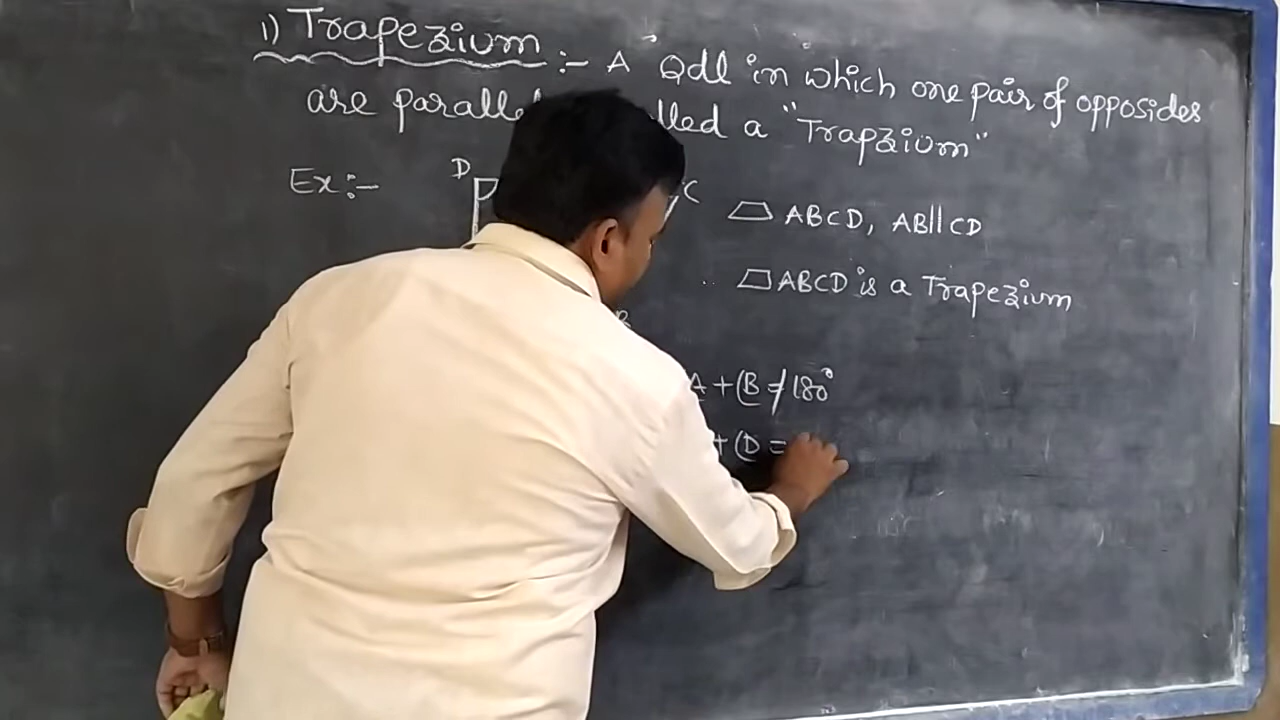 1) Trapezium :- A Qdl in which one pair of opposides
are parallel called a "Trapzium"
Ex:- D C ▱ ABCD, AB||CD
▱ABCD is a Trapezium
B
A + ∠B ≠ 180°
+ ∠D =